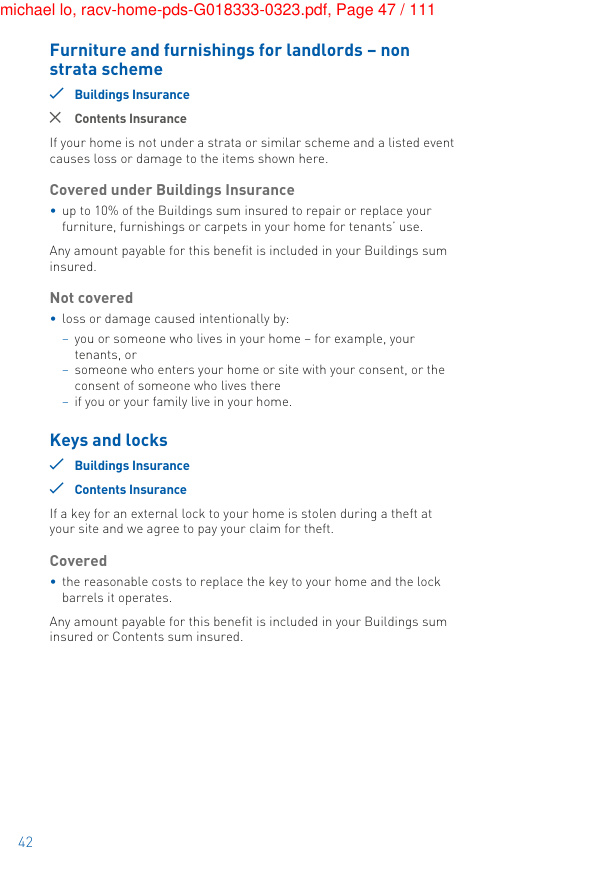 michael lo, racv-home-pds-G018333-0323.pdf, Page 47 / 111
Furniture and furnishings for landlords – non
strata scheme
✓ Buildings Insurance
✕ Contents Insurance
If your home is not under a strata or similar scheme and a listed event
causes loss or damage to the items shown here.
Covered under Buildings Insurance
• up to 10% of the Buildings sum insured to repair or replace your
furniture, furnishings or carpets in your home for tenants' use.
Any amount payable for this benefit is included in your Buildings sum
insured.
Not covered
• loss or damage caused intentionally by:
– you or someone who lives in your home – for example, your
tenants, or
– someone who enters your home or site with your consent, or the
consent of someone who lives there
– if you or your family live in your home.
Keys and locks
✓ Buildings Insurance
✓ Contents Insurance
If a key for an external lock to your home is stolen during a theft at
your site and we agree to pay your claim for theft.
Covered
• the reasonable costs to replace the key to your home and the lock
barrels it operates.
Any amount payable for this benefit is included in your Buildings sum
insured or Contents sum insured.
42